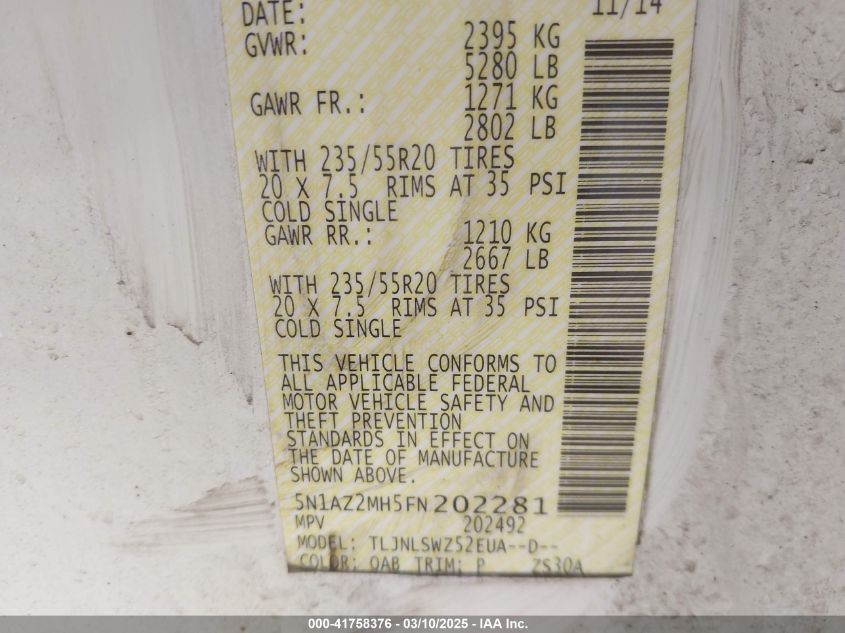 DATE: 11/14
GVWR: 2395 KG
5280 LB
GAWR FR.: 1271 KG
2802 LB
WITH 235/55R20 TIRES
20 X 7.5 RIMS AT 35 PSI
COLD SINGLE
GAWR RR.: 1210 KG
2667 LB
WITH 235/55R20 TIRES
20 X 7.5 RIMS AT 35 PSI
COLD SINGLE
THIS VEHICLE CONFORMS TO
ALL APPLICABLE FEDERAL
MOTOR VEHICLE SAFETY AND
THEFT PREVENTION
STANDARDS IN EFFECT ON
THE DATE OF MANUFACTURE
SHOWN ABOVE.
5N1AZ2MH5FN202281
MPV 202492
MODEL: TLJNLSWZ52EUA--D--
COLOR: QAB TRIM: P ZS30A
000-41758376 - 03/10/2025 - IAA Inc.